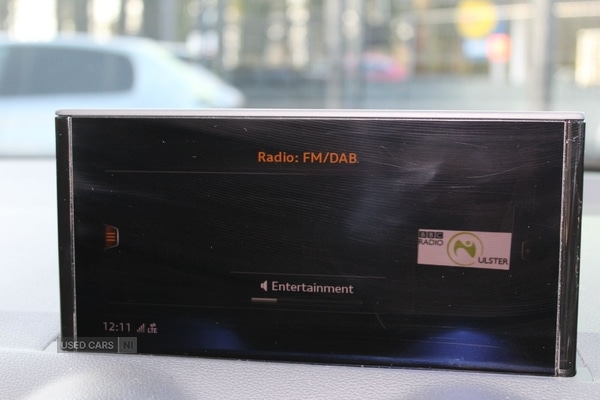 Radio: FM/DAB
BBC
RADIO
ULSTER
Entertainment
12:11 LTE
USED CARS NI